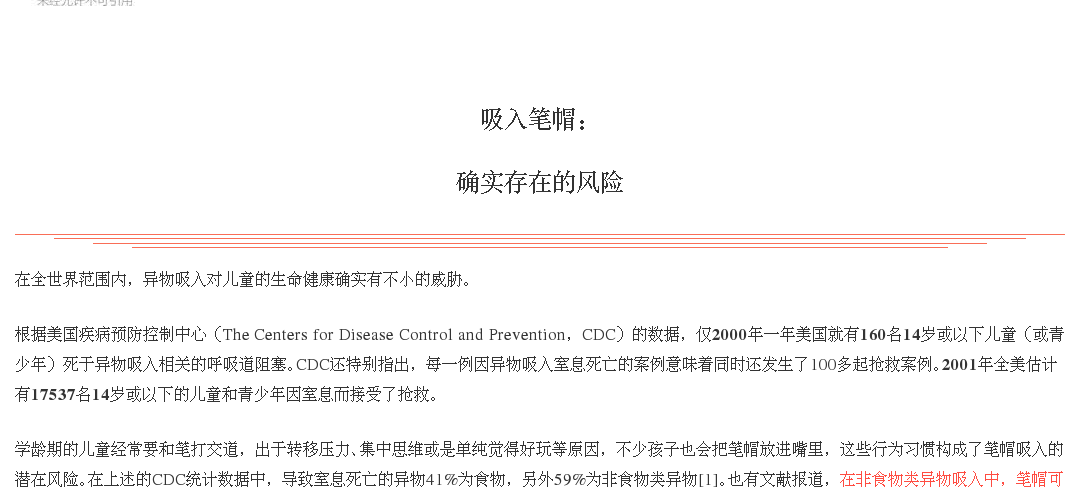 未经允许不可引用
吸入笔帽：
确实存在的风险
在全世界范围内，异物吸入对儿童的生命健康确实有不小的威胁。
根据美国疾病预防控制中心（The Centers for Disease Control and Prevention，CDC）的数据，仅2000年一年美国就有160名14岁或以下儿童（或青
少年）死于异物吸入相关的呼吸道阻塞。CDC还特别指出，每一例因异物吸入窒息死亡的案例意味着同时还发生了100多起抢救案例。2001年全美估计
有17537名14岁或以下的儿童和青少年因窒息而接受了抢救。
学龄期的儿童经常要和笔打交道，出于转移压力、集中思维或是单纯觉得好玩等原因，不少孩子也会把笔帽放进嘴里，这些行为习惯构成了笔帽吸入的
潜在风险。在上述的CDC统计数据中，导致窒息死亡的异物41%为食物，另外59%为非食物类异物[1]。也有文献报道，在非食物类异物吸入中，笔帽可